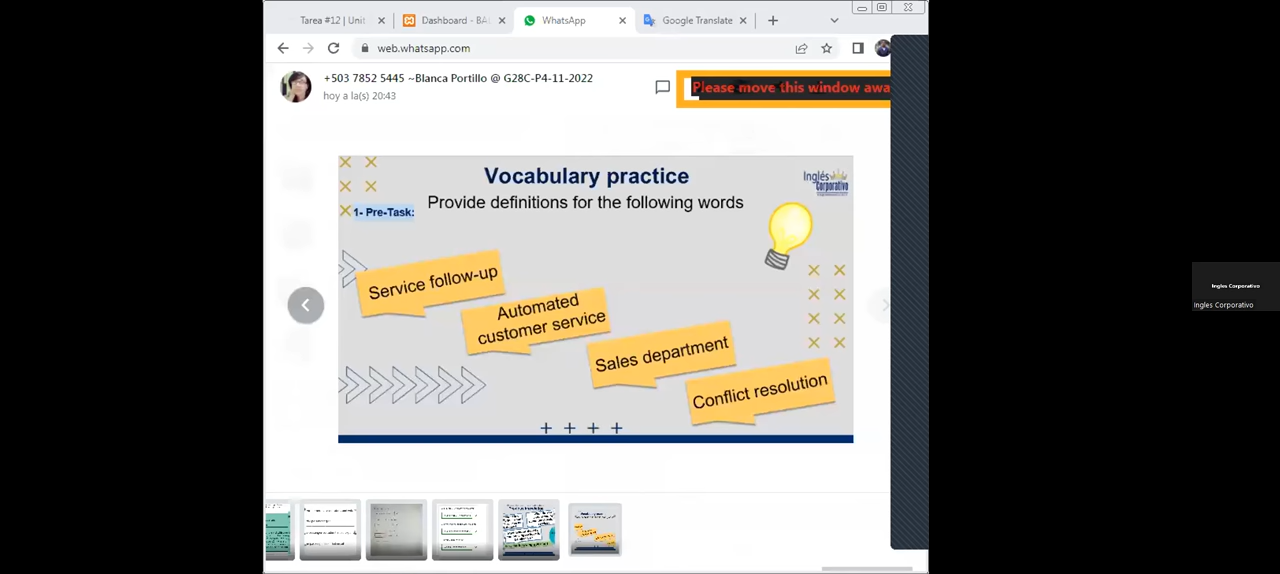 Tarea #12 | Unit
Dashboard - BAL
WhatsApp
Google Translate
web.whatsapp.com
+503 7852 5445 ~Blanca Portillo @ G28C-P4-11-2022
hoy a la(s) 20:43
Please move this window awa
Vocabulary practice
Provide definitions for the following words
Inglés
Corporativo
1- Pre-Task:
Service follow-up
Automated
customer service
Sales department
Conflict resolution
Ingles Corporativo
Ingles Corporativo